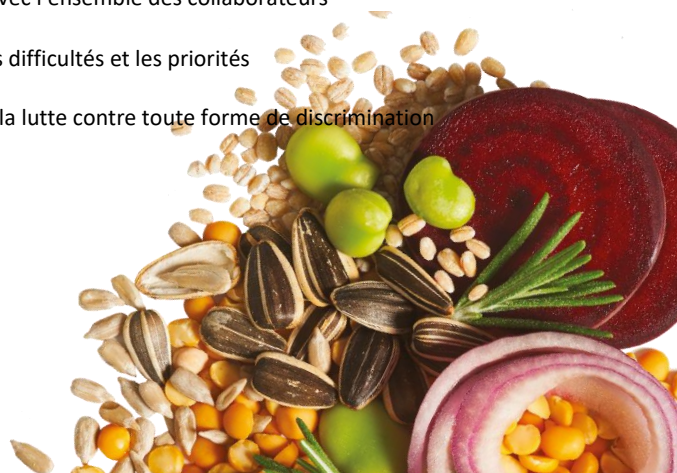 vec l'ensemble des collaborateurs
s difficultés et les priorités
la lutte contre toute forme de discrimination